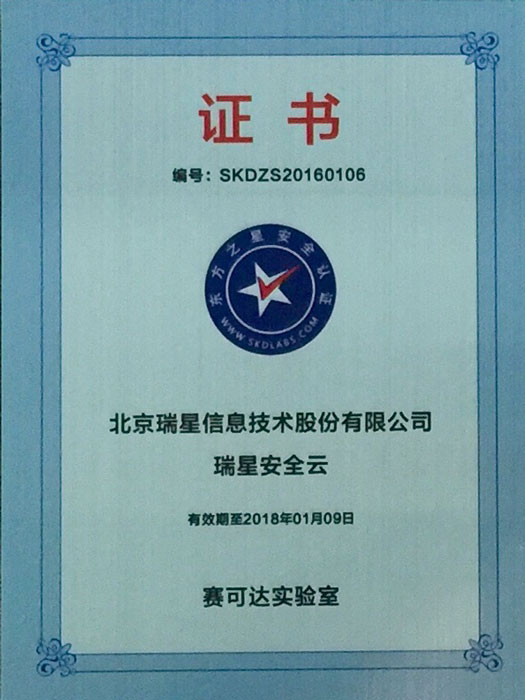 证书
编号：SKDZS20160106
东方之星安全认证
WWW.SKDLABS.COM
北京瑞星信息技术股份有限公司
瑞星安全云
有效期至2018年01月09日
赛可达实验室